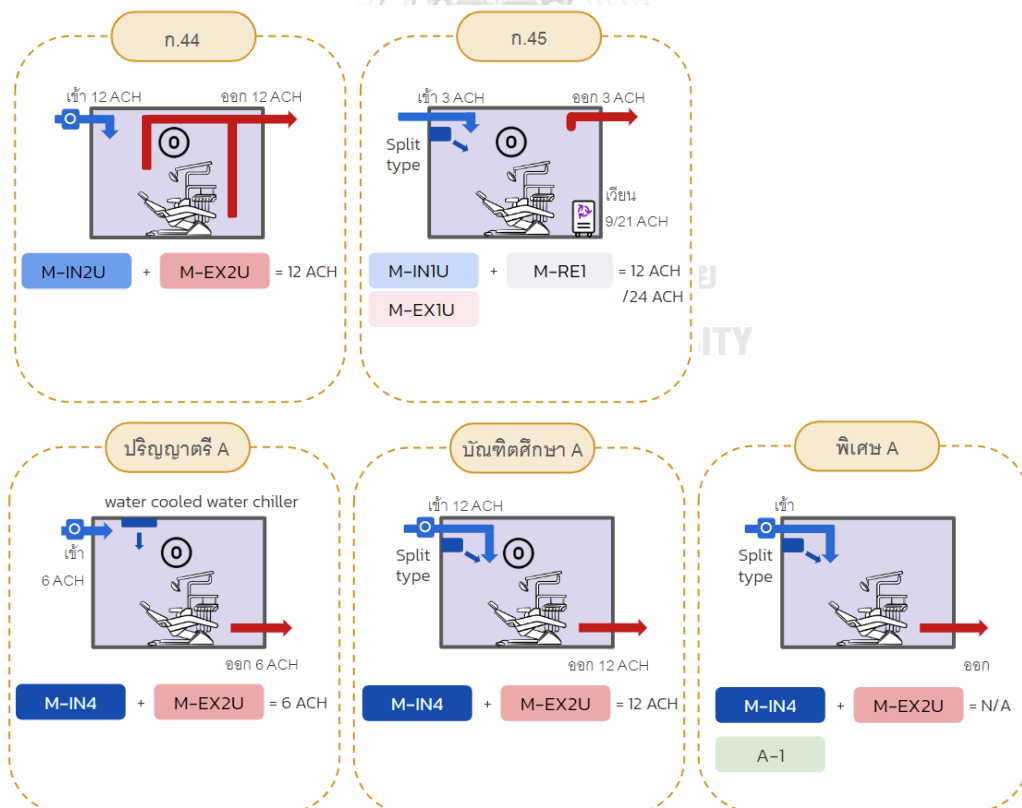 ก.44
เข้า 12 ACH
ออก 12 ACH
O
M-IN2U + M-EX2U = 12 ACH
ก.45
เข้า 3 ACH
ออก 3 ACH
Split
type
O
เวียน
9/21 ACH
M-IN1U + M-RE1 = 12 ACH
/24 ACH
M-EX1U
ย
SITY
ปริญญาตรี A
water cooled water chiller
เข้า
6 ACH
O
ออก 6 ACH
M-IN4 + M-EX2U = 6 ACH
บัณฑิตศึกษา A
เข้า 12 ACH
Split
type
O
ออก 12 ACH
M-IN4 + M-EX2U = 12 ACH
พิเศษ A
เข้า
Split
type
ออก
M-IN4 + M-EX2U = N/A
A-1